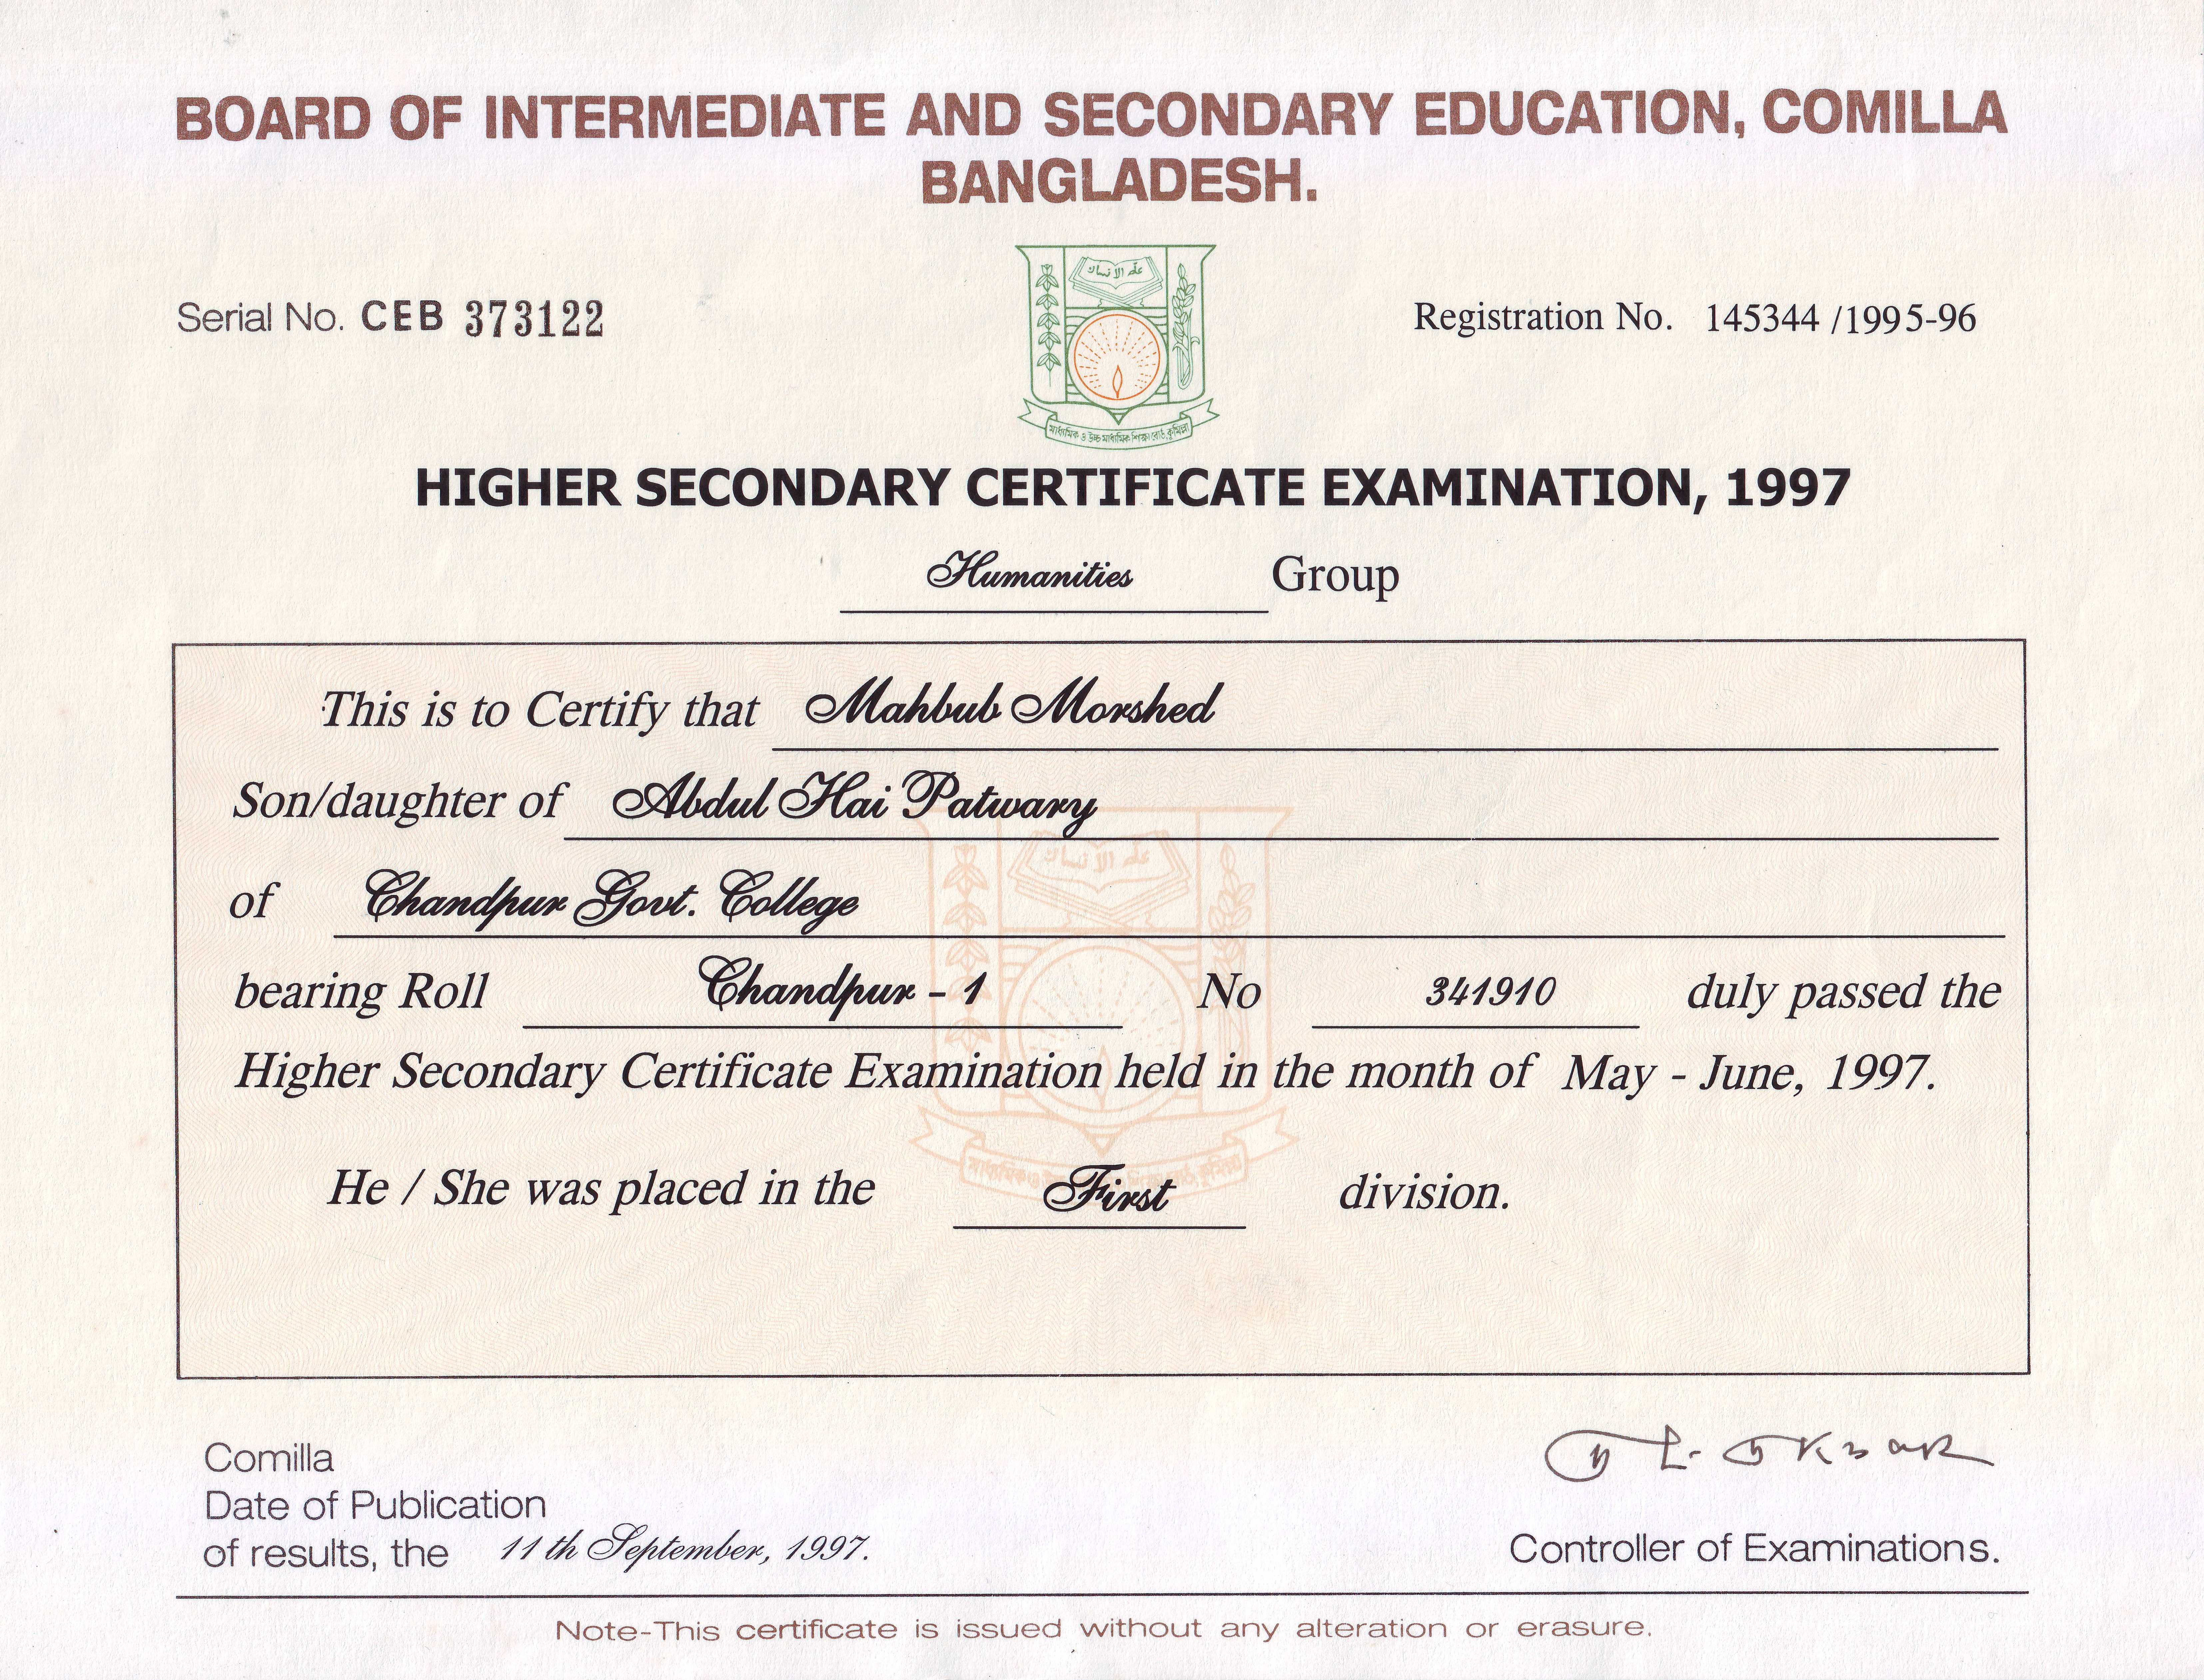 BOARD OF INTERMEDIATE AND SECONDARY EDUCATION, COMILLA
BANGLADESH.
Serial No. CEB 373122
علم الانسان
Registration No. 145344 /1995-96
মাধ্যমিক ও উচ্চ মাধ্যমিক শিক্ষা বোর্ড, কুমিল্লা
HIGHER SECONDARY CERTIFICATE EXAMINATION, 1997
Humanities Group
This is to Certify that Mahbub Morshed
Son/daughter of Abdul Hai Patwary
علم الانسان
of Chandpur Govt. College
bearing Roll Chandpur - 1 No 341910 duly passed the
Higher Secondary Certificate Examination held in the month of May - June, 1997.
He / She was placed in the First division.
Comilla
Date of Publication
of results, the 11 th September, 1997.
Controller of Examinations.
Note-This certificate is issued without any alteration or erasure.